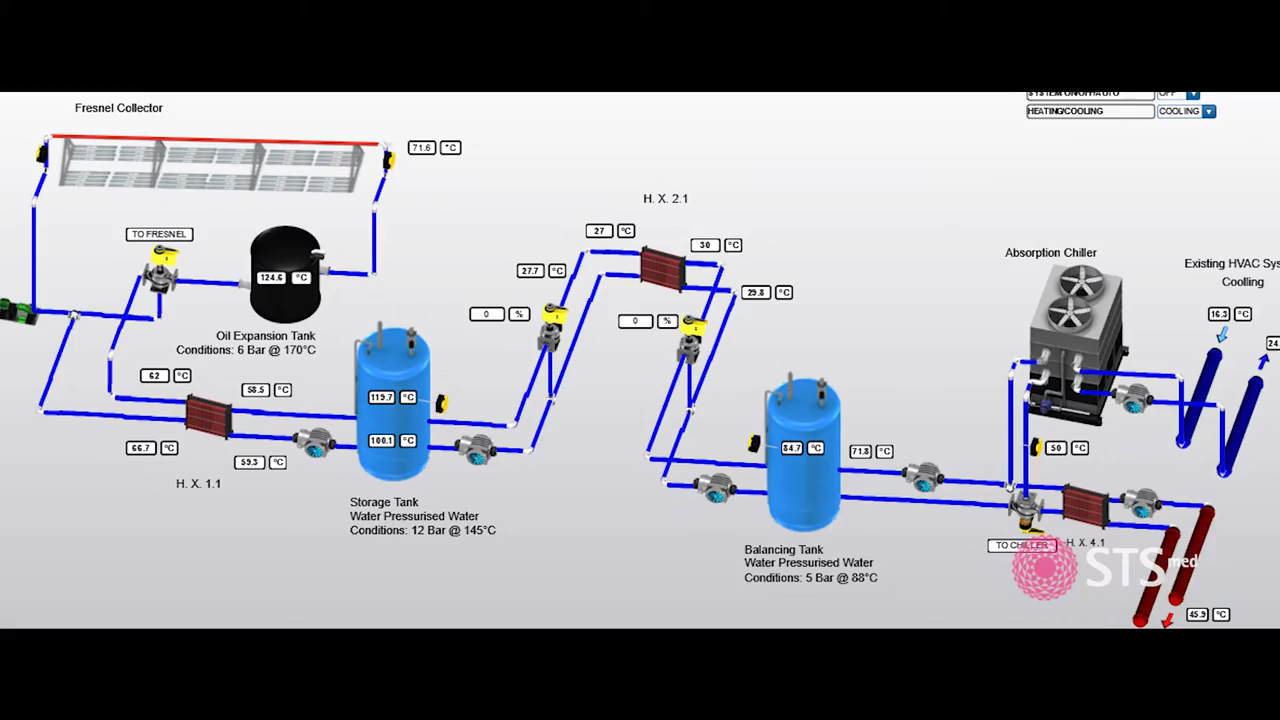 SYSTEM ON/OFF/AUTO
OFF
HEATING/COOLING
COOLING
Fresnel Collector
71.6 °C
H. X. 2.1
27 °C
30 °C
TO FRESNEL
Absorption Chiller
Existing HVAC Sys
Coolling
124.6 °C
27.7 °C
29.8 °C
16.3 °C
0 %
0 %
24.
Oil Expansion Tank
Conditions: 6 Bar @ 170°C
62 °C
58.5 °C
119.7 °C
100.1 °C
66.7 °C
59.3 °C
84.7 °C
71.8 °C
50 °C
H. X. 1.1
Storage Tank
Water Pressurised Water
Conditions: 12 Bar @ 145°C
Balancing Tank
Water Pressurised Water
Conditions: 5 Bar @ 88°C
TO CHILLER
H. X. 4.1
STS med
45.9 °C